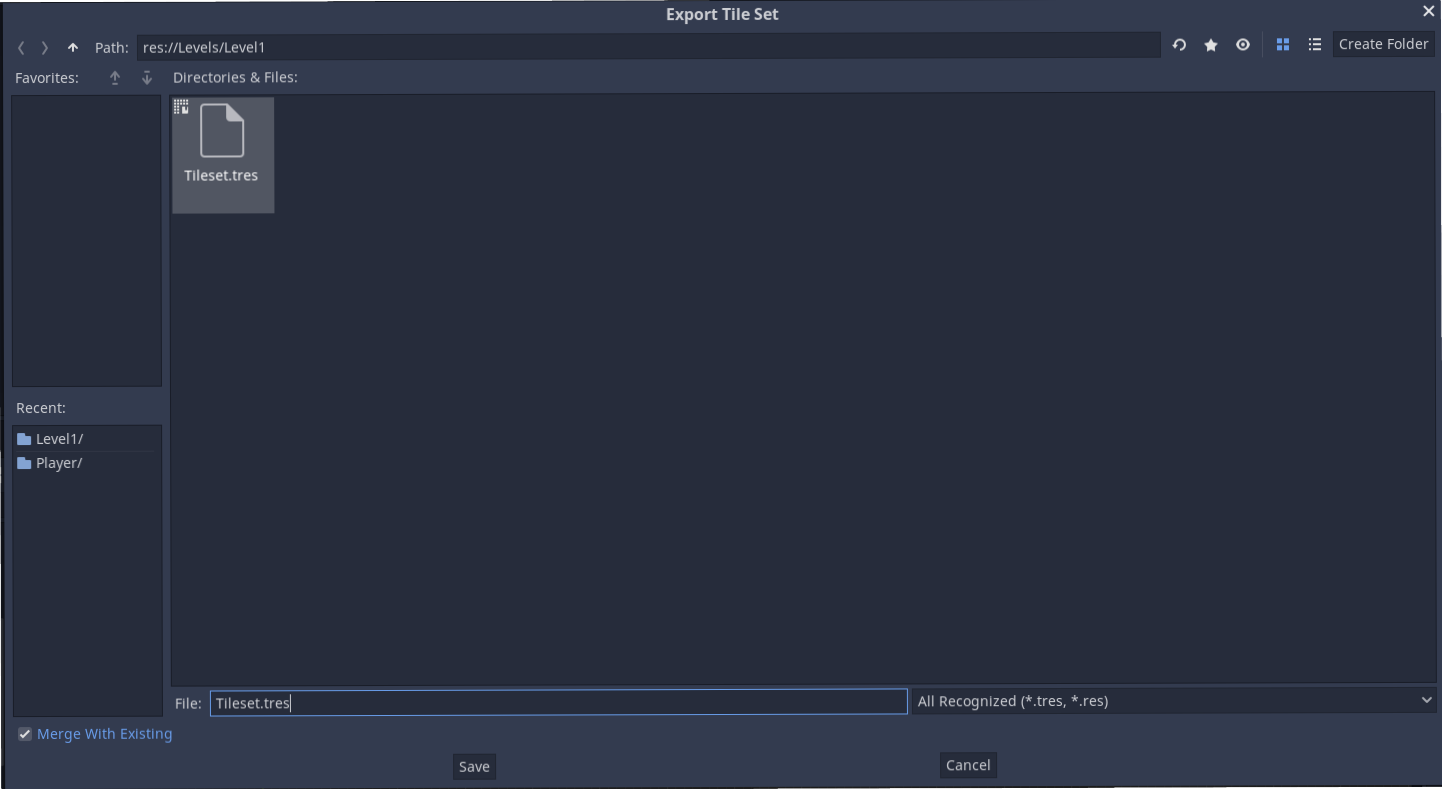 Export Tile Set
Path: res://Levels/Level1 Create Folder
Favorites: Directories & Files:
Tileset.tres
Recent:
Level1/
Player/
File: Tileset.tres All Recognized (*.tres, *.res)
Merge With Existing
Save Cancel